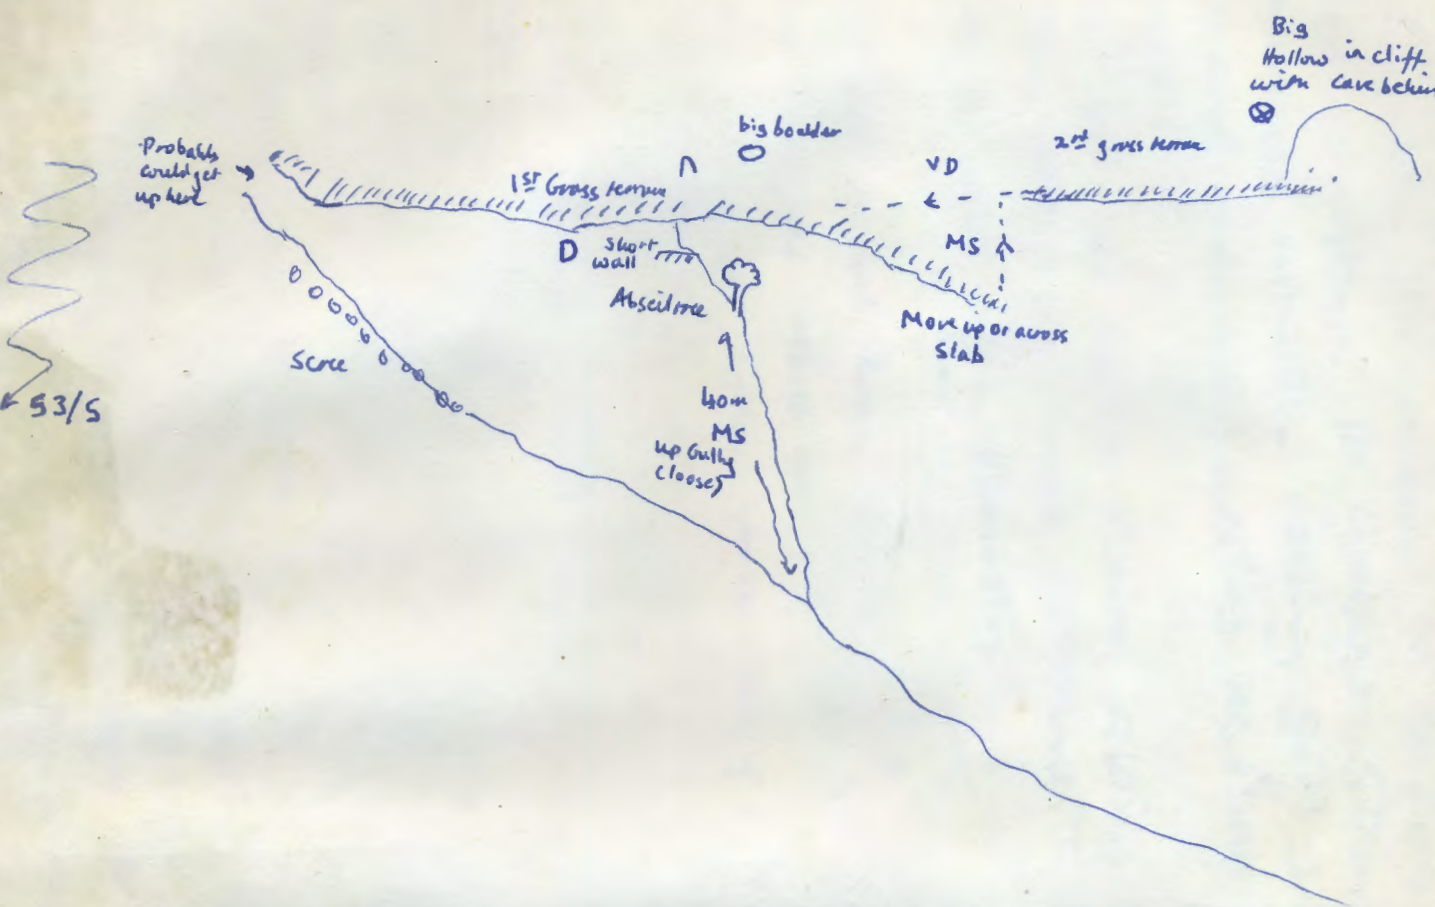 Big
Hollow in cliff
with cave behin
big boulder
Probably
could get
up here
1st Grass terrace
VD
2nd grass terrace
D
short
wall
MS
Abseil tree
Move up or across
Slab
Scree
53/5
40m
MS
up Gully
(loose)